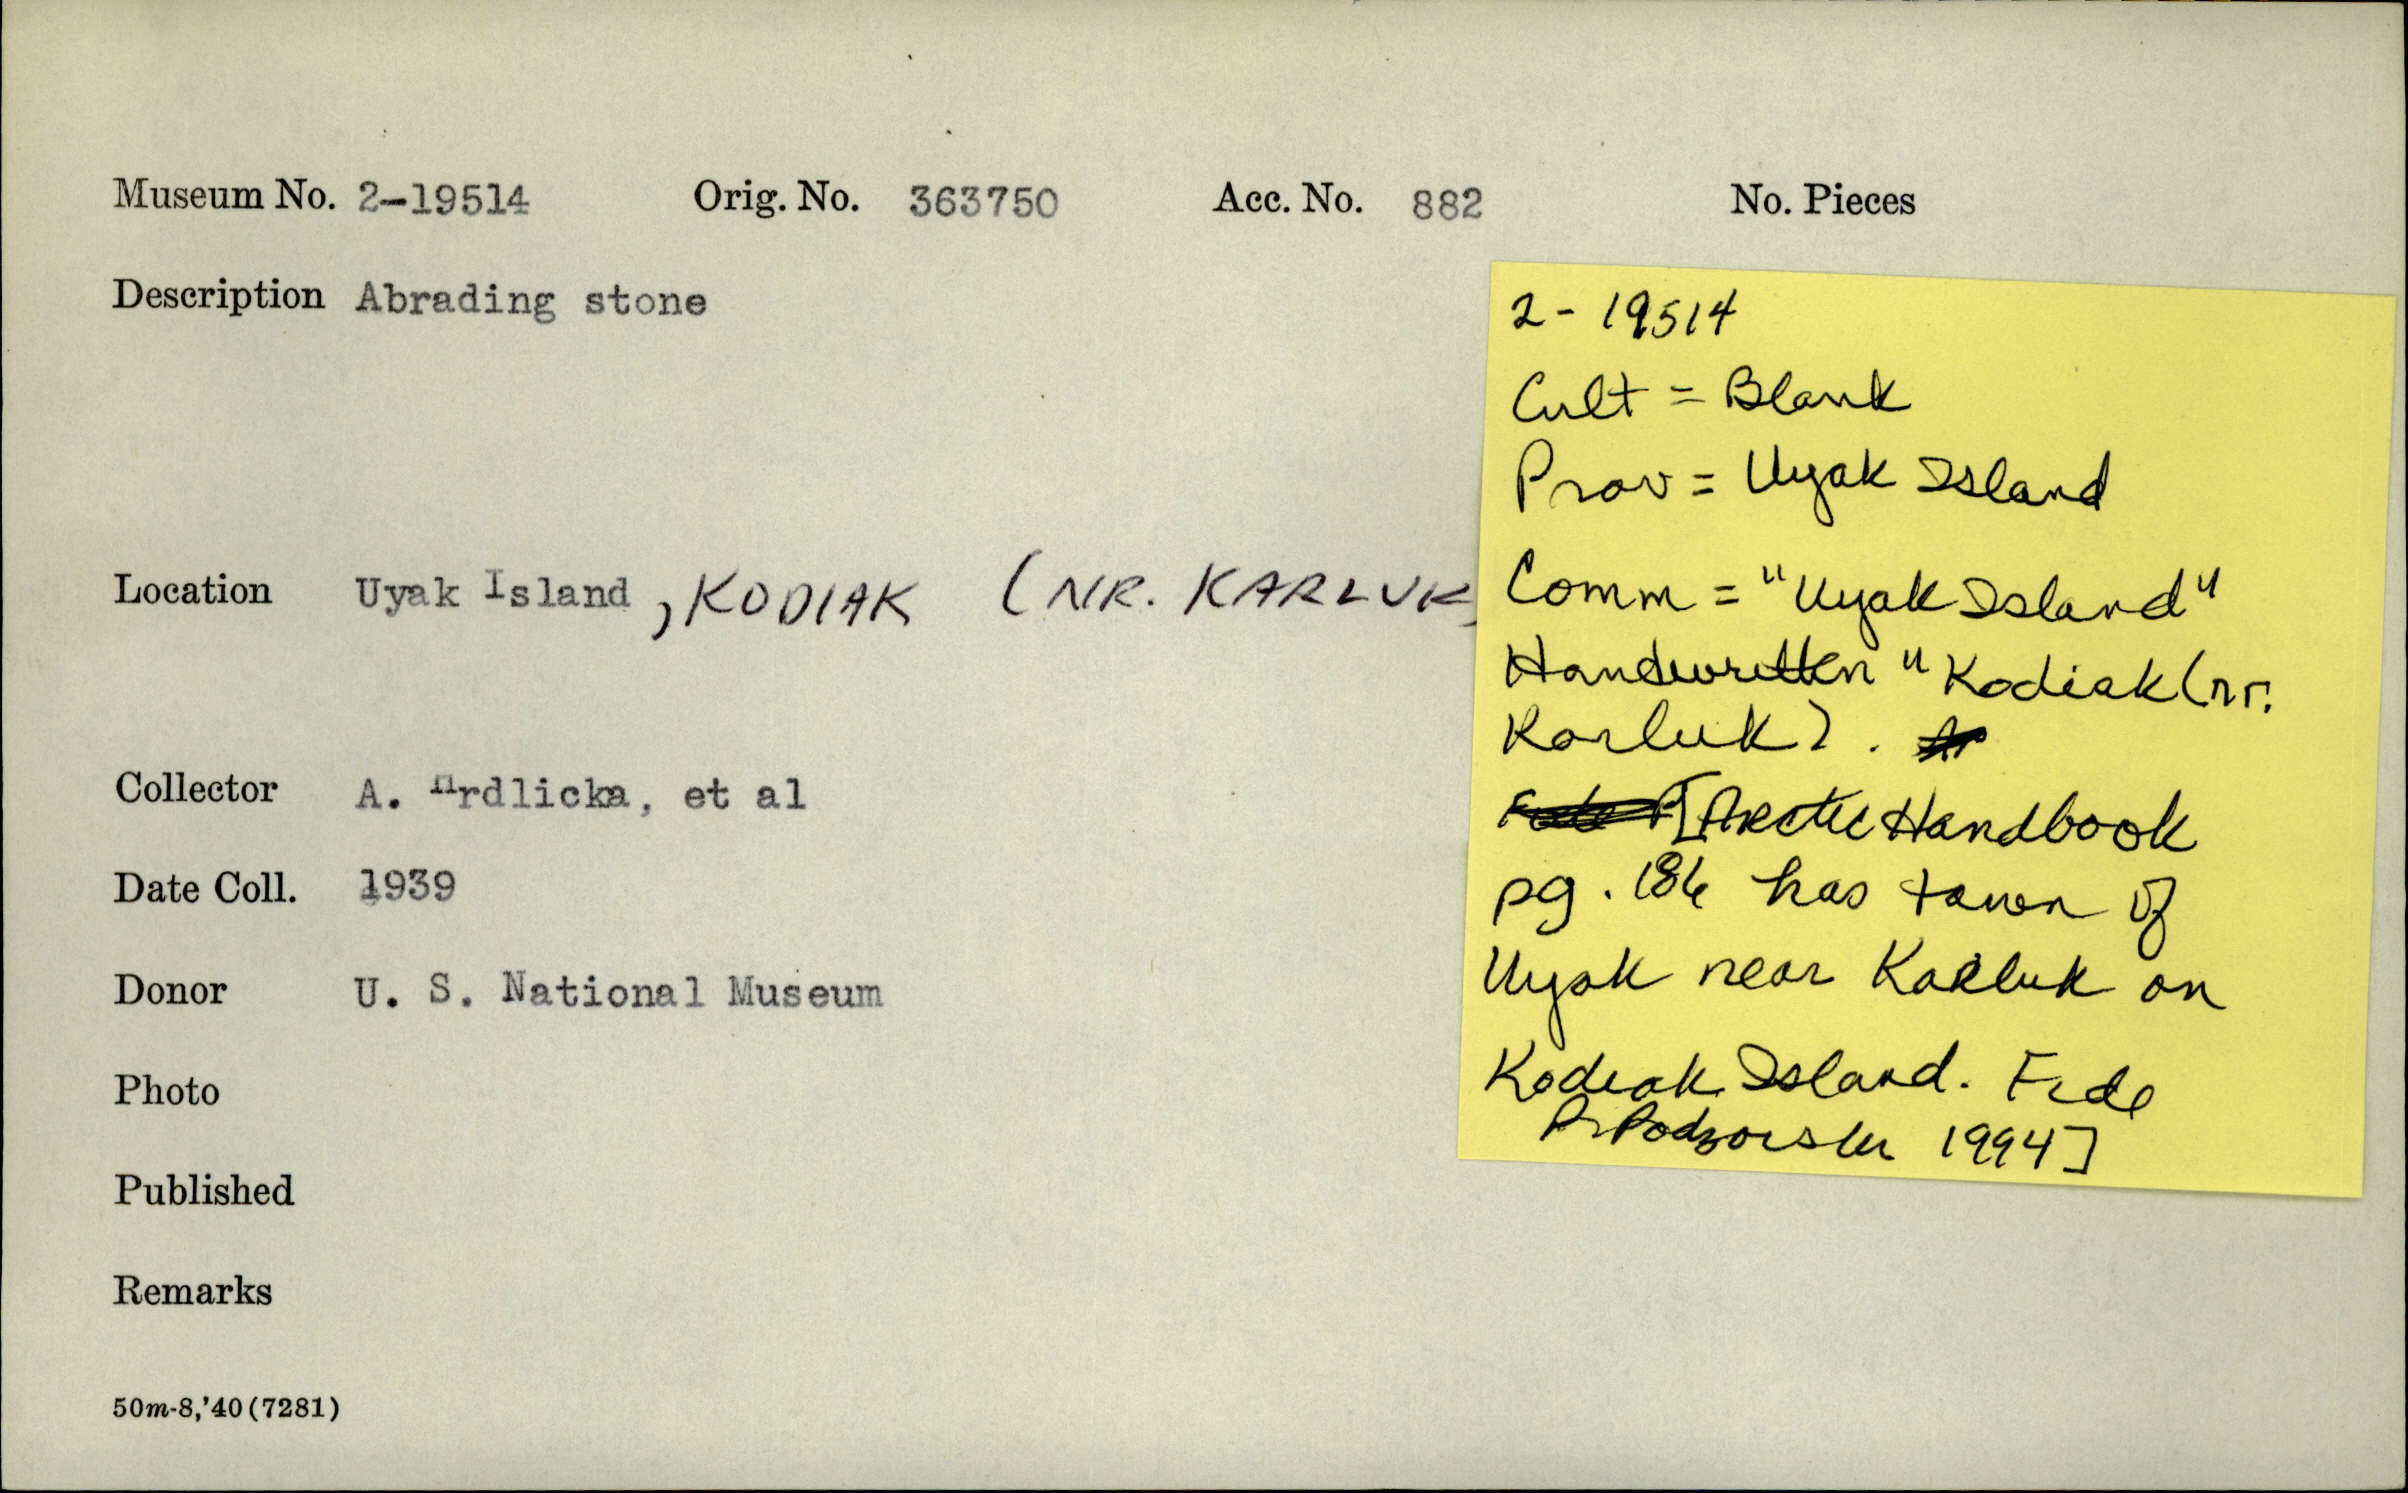 Museum No. 2-19514 Orig. No. 363750 Acc. No. 882 No. Pieces
Description Abrading stone
Location Uyak Island, KODIAK (NR. KARLUK
Collector A. Hrdlicka, et al
Date Coll. 1939
Donor U. S. National Museum
Photo
Published
Remarks
50m-8,'40(7281)
2-19514
Cult = Blank
Prov = Uyak Island
Comm = "Uyak Island"
Handwritten "Kodiak (nr.
Karluk).
[Arctic Handbook
pg. 186 has town of
Uyak near Karluk on
Kodiak Island. Fide
P. Podzorski 1994]